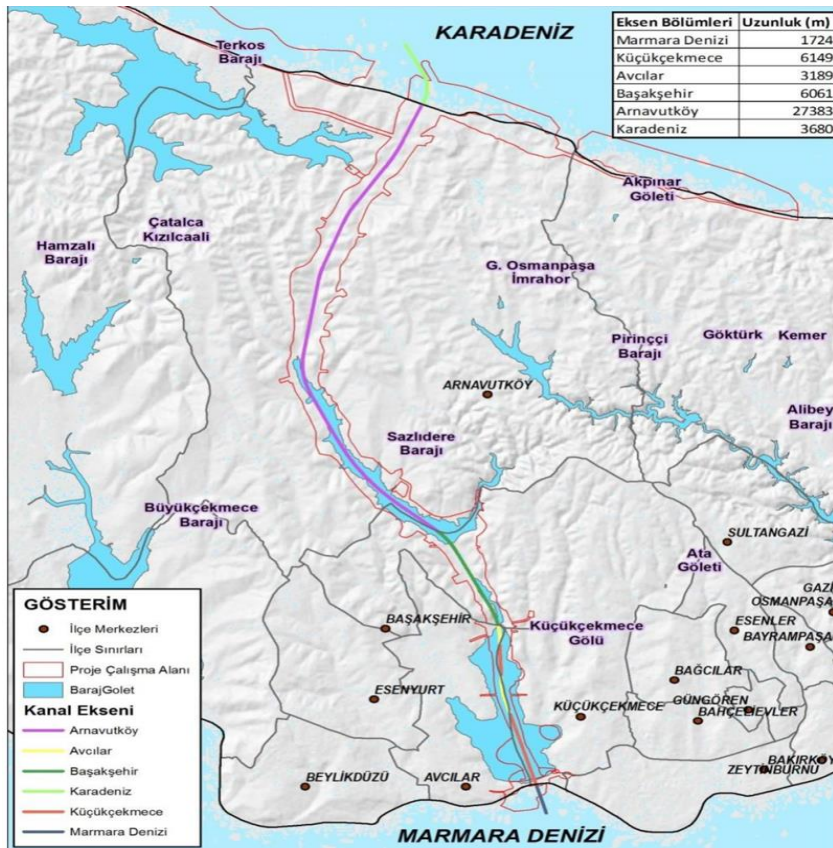 KARADENİZ
Eksen Bölümleri Uzunluk (m)
Marmara Denizi 1724
Küçükçekmece 6149
Avcılar 3189
Başakşehir 6061
Arnavutköy 27383
Karadeniz 3680
Terkos
Barajı
Akpınar
Göleti
Çatalca
Kızılcaali
Hamzalı
Barajı
G. Osmanpaşa
İmrahor
Pirinççi
Barajı
Göktürk
Kemer
ARNAVUTKÖY
Alibey
Barajı
Sazlıdere
Barajı
Büyükçekmece
Barajı
SULTANGAZİ
Ata
Göleti
GAZİ
OSMANPAŞA
ESENLER
BAYRAMPAŞA
BAŞAKŞEHİR
Küçükçekmece
Gölü
BAĞCILAR
ESENYURT
KÜÇÜKÇEKMECE
GÜNGÖREN
BAHÇELİEVLER
BAKIRKÖY
ZEYTİNBURNU
BEYLİKDÜZÜ
AVCILAR
MARMARA DENİZİ
GÖSTERİM
İlçe Merkezleri
İlçe Sınırları
Proje Çalışma Alanı
BarajGolet
Kanal Ekseni
Arnavutköy
Avcılar
Başakşehir
Karadeniz
Küçükçekmece
Marmara Denizi